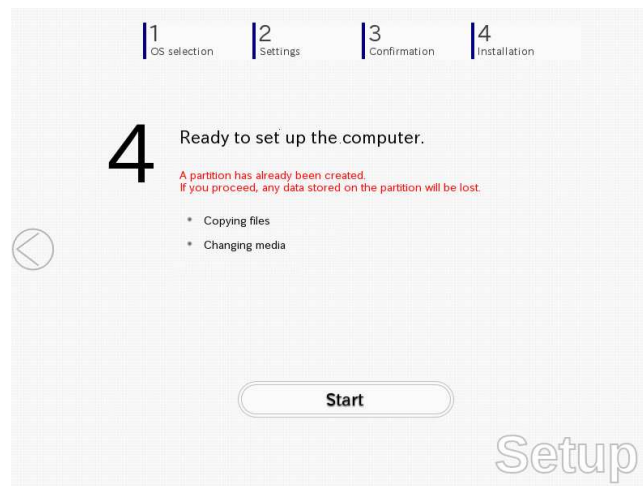 1
OS selection
2
Settings
3
Confirmation
4
Installation
4
Ready to set up the computer.
A partition has already been created.
If you proceed, any data stored on the partition will be lost.
Copying files
Changing media
Start
Setup